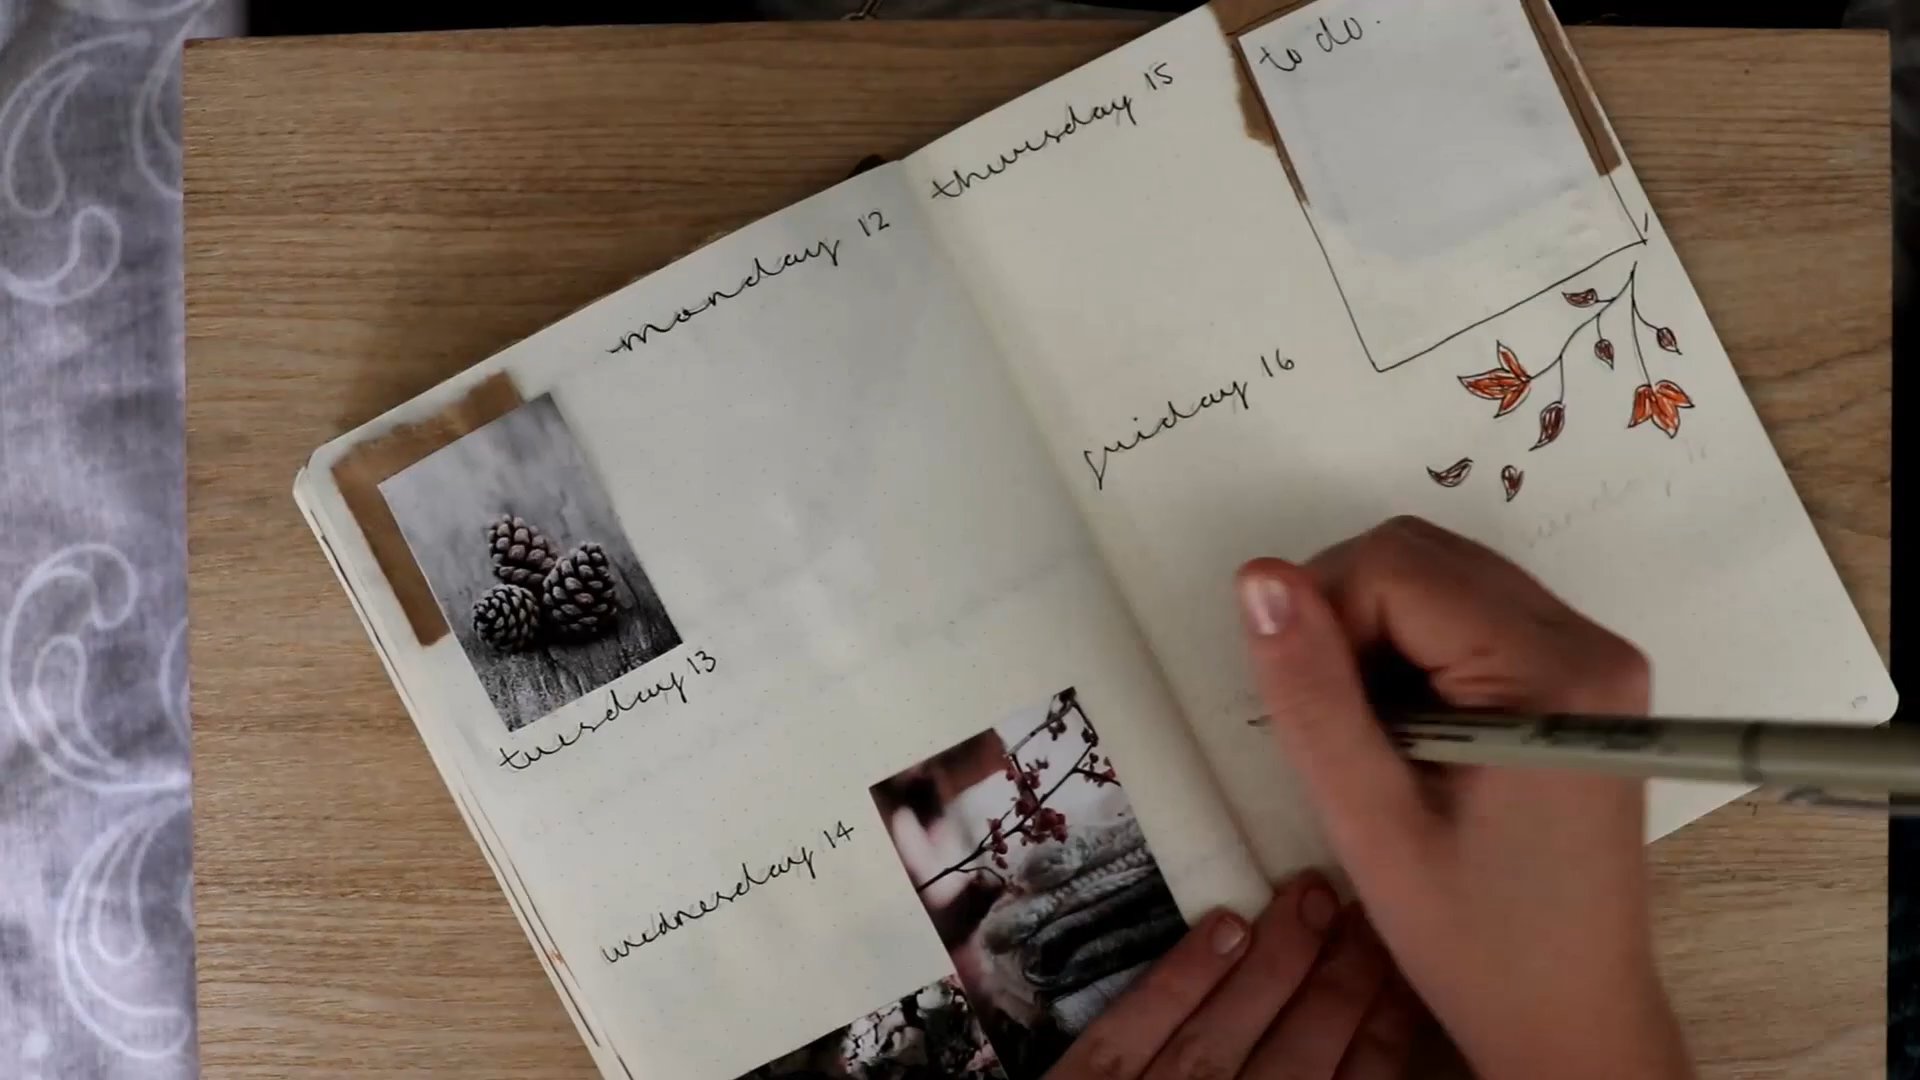 monday 12
tuesday 13
wednesday 14
thursday 15
friday 16
to do.